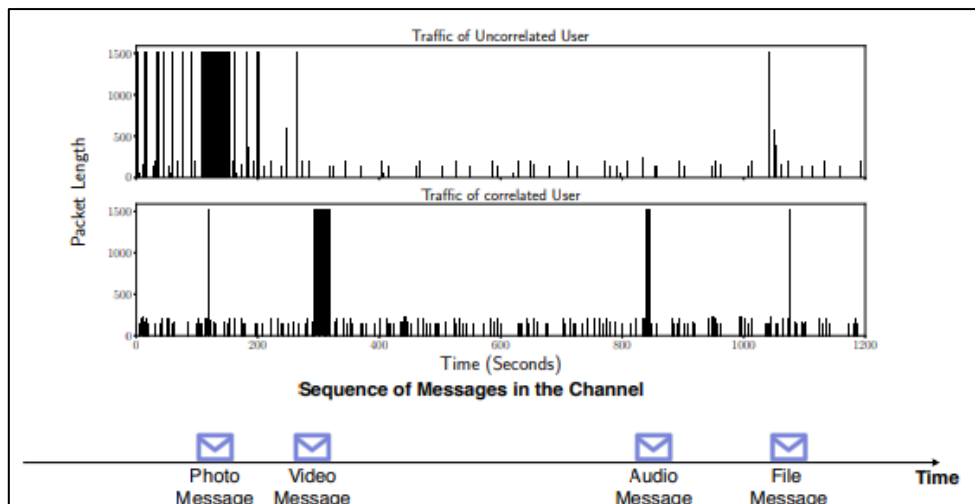 Traffic of Uncorrelated User
1500
1000
500
0
Traffic of correlated User
1500
1000
500
0
Packet Length
0 200 400 600 800 1000 1200
Time (Seconds)
Sequence of Messages in the Channel
Photo Video Audio File Time
Message Message Message Message